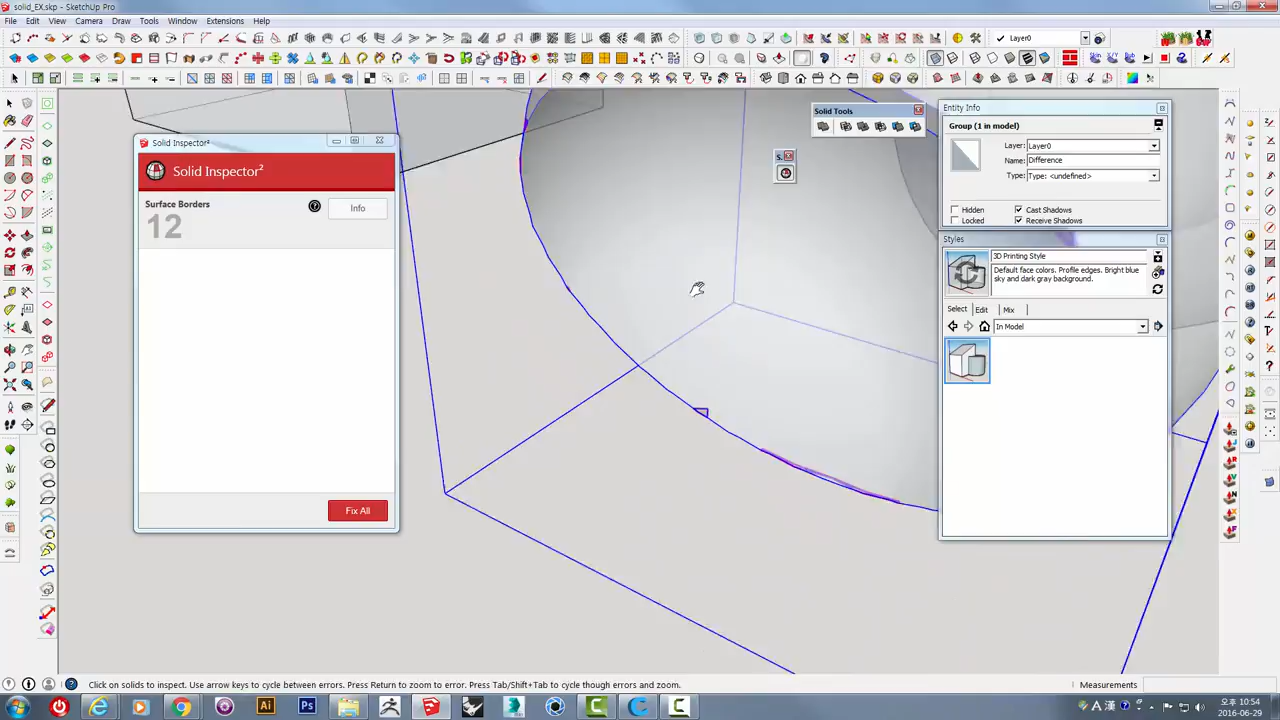 solid_EX.skp - SketchUp Pro
File Edit View Camera Draw Tools Window Extensions Help
Layer0
Solid Tools
Entity Info
Group (1 in model)
Layer: Layer0
Name: Difference
Type: Type: <undefined>
Hidden Cast Shadows
Locked Receive Shadows
Solid Inspector²
Solid Inspector²
Surface Borders
12
Info
Fix All
S.
Styles
3D Printing Style
Default face colors. Profile edges. Bright blue
sky and dark gray background.
Select Edit Mix
In Model
Click on solids to inspect. Use arrow keys to cycle between errors. Press Return to zoom to error. Press Tab/Shift+Tab to cycle though errors and zoom.
Measurements
Ai
Ps
A 漢
오후 10:54
2016-06-29